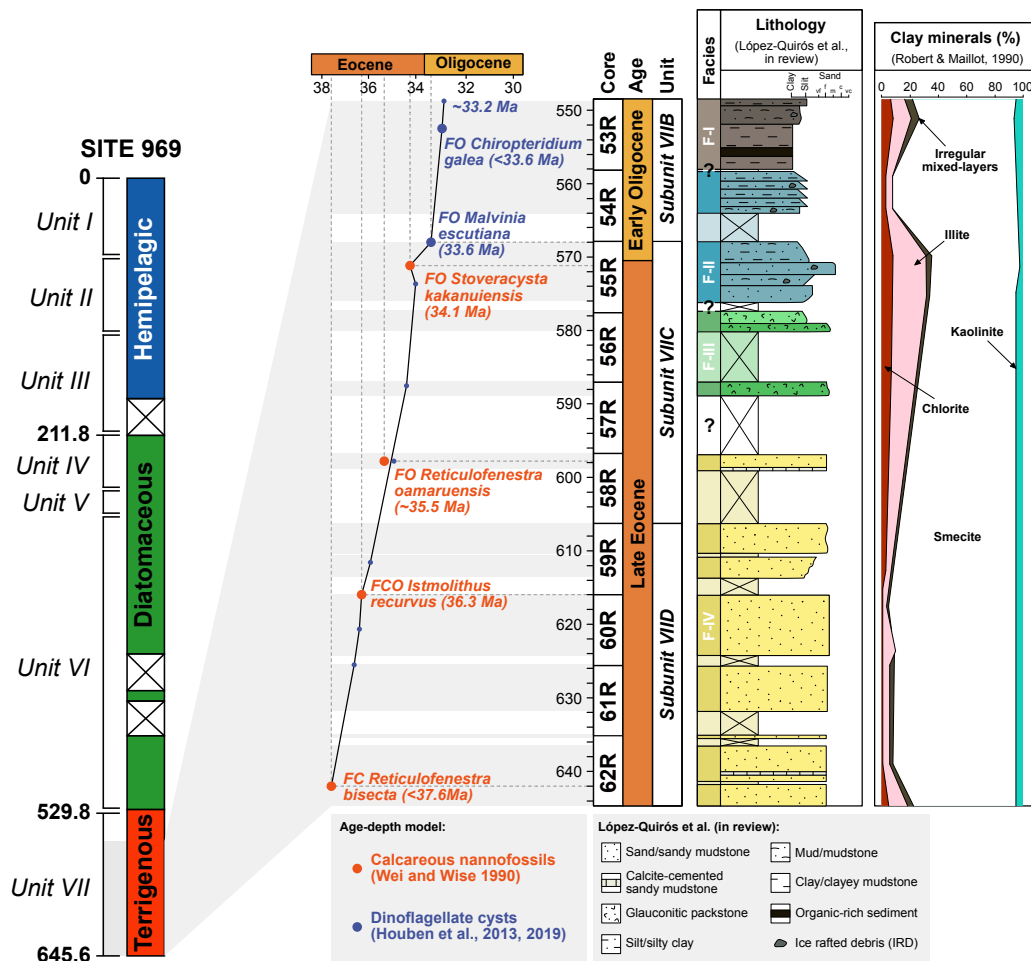 SITE 969
0
211.8
529.8
645.6
Unit I
Unit II
Unit III
Unit IV
Unit V
Unit VI
Unit VII
Hemipelagic
Diatomaceous
Terrigenous
Eocene
Oligocene
38
36
34
32
30
~33.2 Ma
FO Chiropteridium
galea (<33.6 Ma)
FO Malvinia
escutiana
(33.6 Ma)
FO Stoveracysta
kakanuiensis
(34.1 Ma)
FO Reticulofenestra
oamaruensis
(~35.5 Ma)
FCO Istmolithus
recurvus (36.3 Ma)
FC Reticulofenestra
bisecta (<37.6Ma)
550
560
570
580
590
600
610
620
630
640
Core
53R
54R
55R
56R
57R
58R
59R
60R
61R
62R
Age
Early Oligocene
Late Eocene
Unit
Subunit VIIB
Subunit VIIC
Subunit VIID
Facies
F-I
?
F-II
?
F-III
?
F-IV
Lithology
(López-Quirós et al.,
in review)
Clay
Slit
Sand
vf
f
m
c
vc
Clay minerals (%)
(Robert & Maillot, 1990)
0
20
40
60
80
100
Irregular
mixed-layers
Illite
Kaolinite
Chlorite
Smecite
Age-depth model:
Calcareous nannofossils
(Wei and Wise 1990)
Dinoflagellate cysts
(Houben et al., 2013, 2019)
López-Quirós et al. (in review):
Sand/sandy mudstone
Calcite-cemented
sandy mudstone
Glauconitic packstone
Silt/silty clay
Mud/mudstone
Clay/clayey mudstone
Organic-rich sediment
Ice rafted debris (IRD)